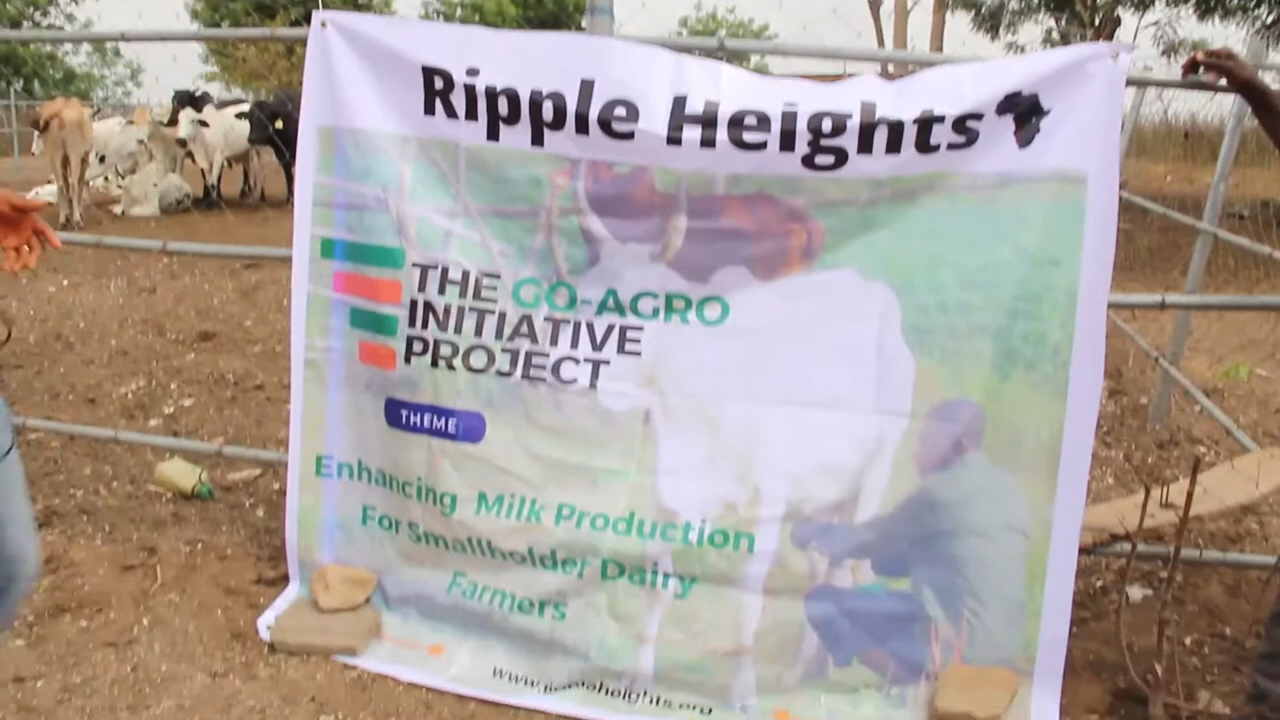 Ripple Heights
THE GO-AGRO
INITIATIVE
PROJECT
THEME
Enhancing Milk Production
For Smallholder Dairy
Farmers